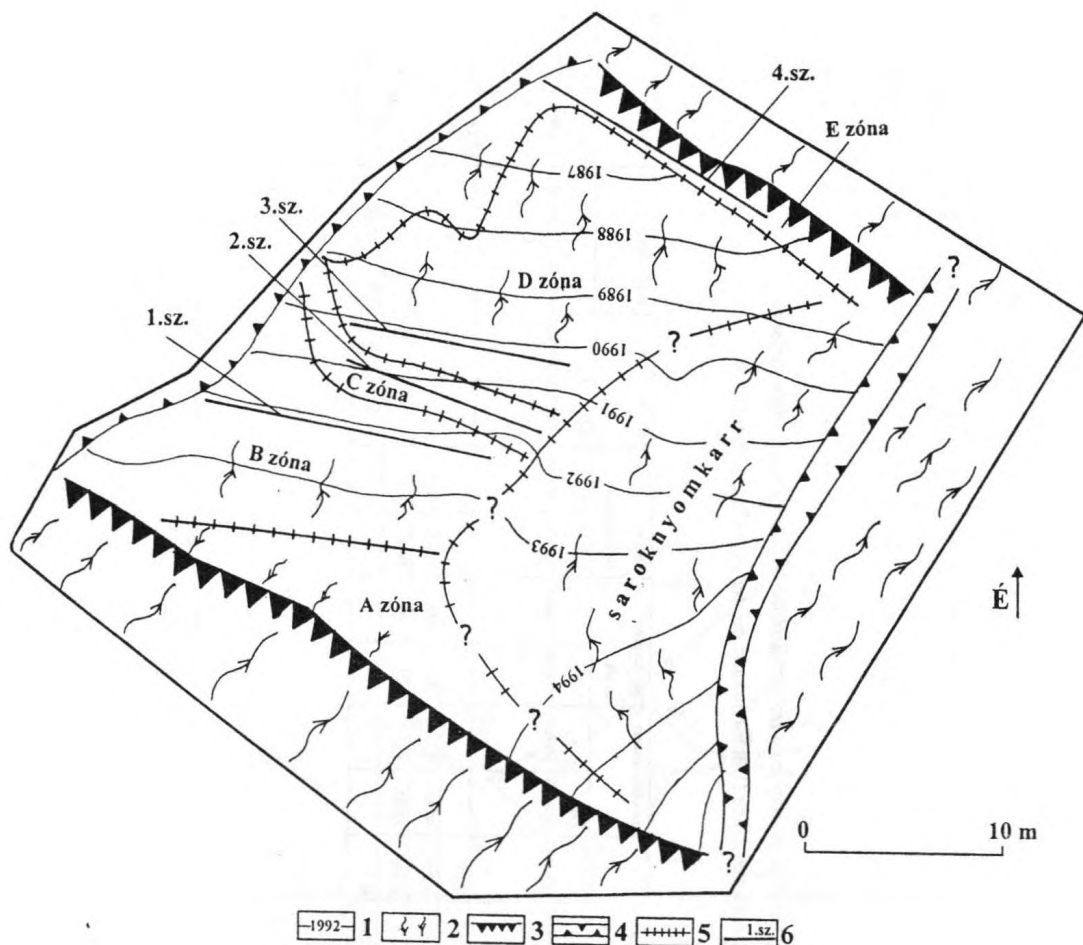 4.sz.
E zóna
1987
3.sz.
1988
?
2.sz.
D zóna
1989
1.sz.
?
1990
C zóna
1991
B zóna
1992
?
1993
saroknyomkarr
É
A zóna
?
1994
?
0 10 m
?
1992 1 2 3 4 5 1.sz. 6